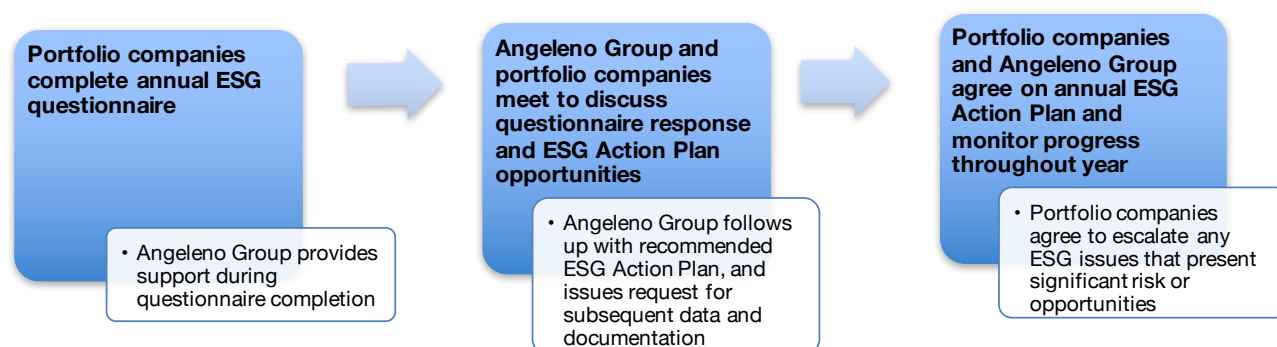 Portfolio companies
complete annual ESG
questionnaire
• Angeleno Group provides
support during
questionnaire completion
Angeleno Group and
portfolio companies
meet to discuss
questionnaire response
and ESG Action Plan
opportunities
• Angeleno Group follows
up with recommended
ESG Action Plan, and
issues request for
subsequent data and
documentation
Portfolio companies
and Angeleno Group
agree on annual ESG
Action Plan and
monitor progress
throughout year
• Portfolio companies
agree to escalate any
ESG issues that present
significant risk or
opportunities